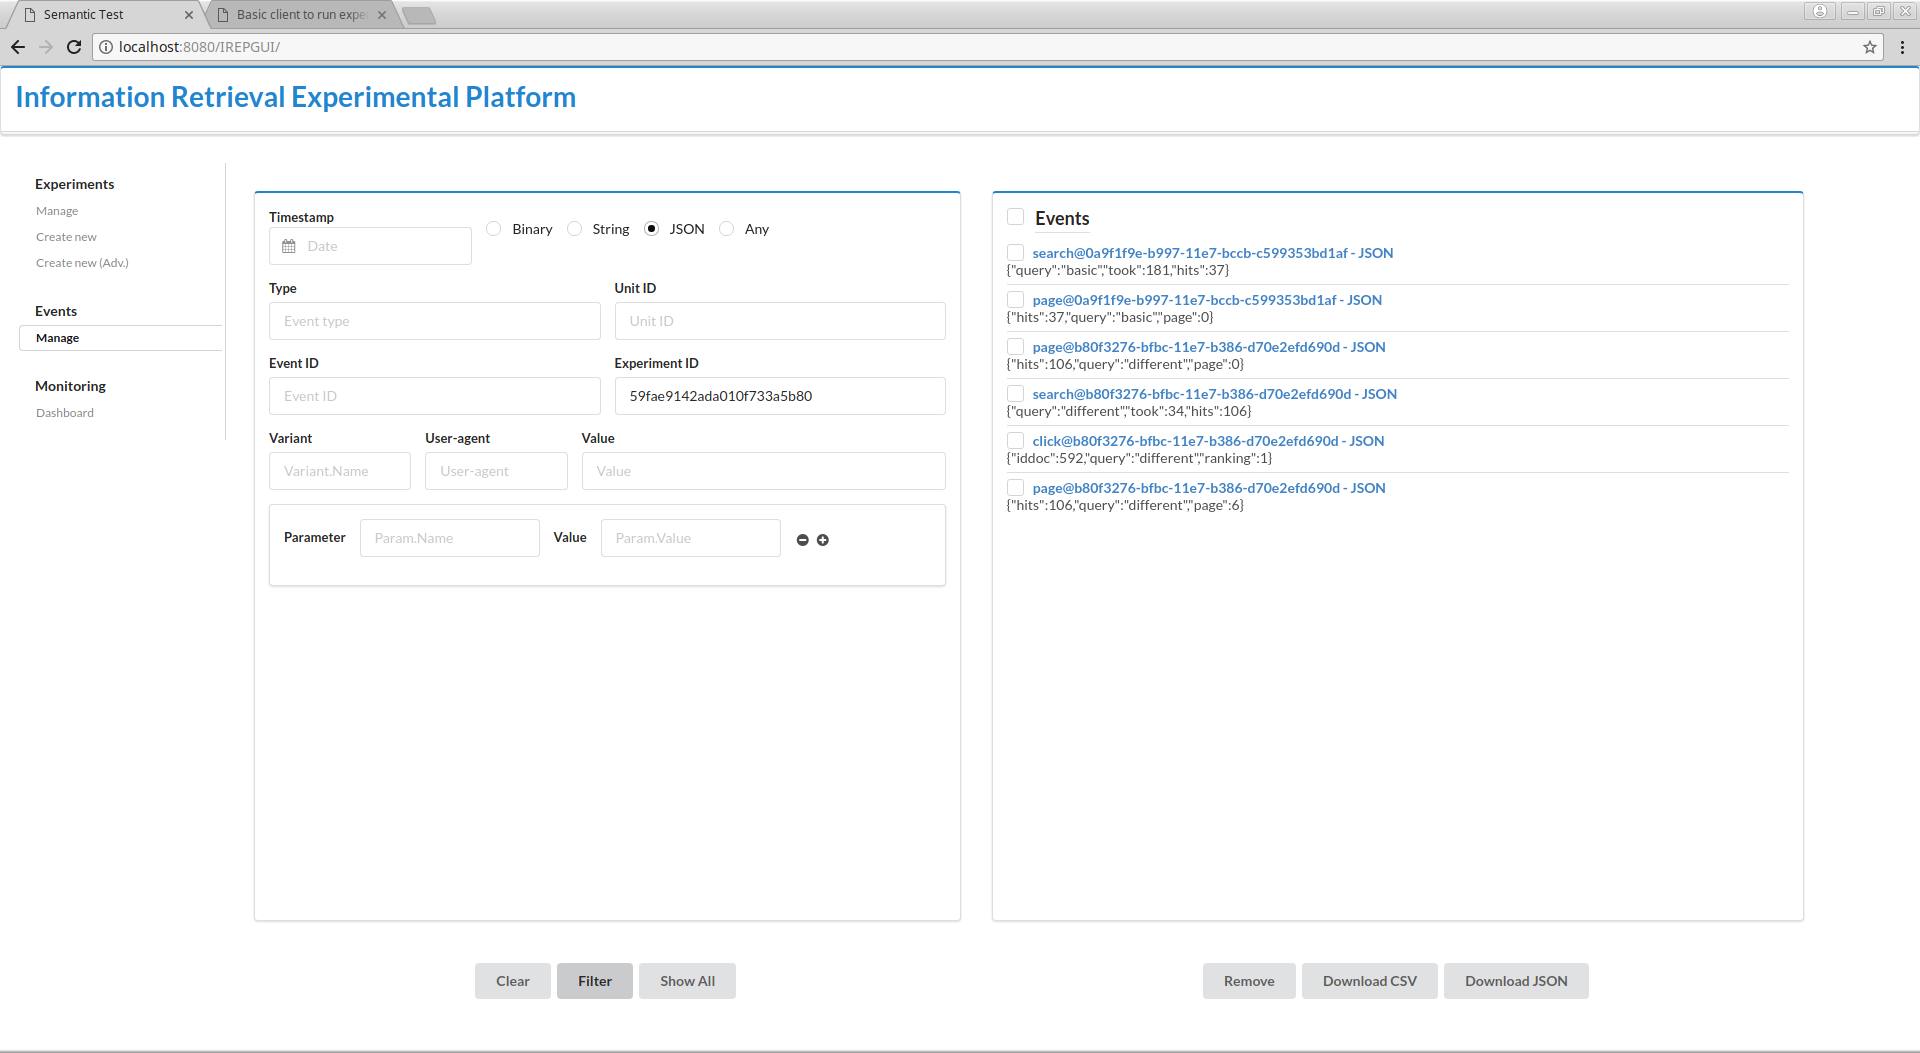 Semantic Test
Basic client to run expe
localhost:8080/IREPGUI/
Information Retrieval Experimental Platform
Experiments
Manage
Create new
Create new (Adv.)
Events
Manage
Monitoring
Dashboard
Timestamp
Date
Binary String JSON Any
Type Unit ID
Event type Unit ID
Event ID Experiment ID
Event ID 59fae9142ada010f733a5b80
Variant User-agent Value
Variant.Name User-agent Value
Parameter Param.Name Value Param.Value
Clear Filter Show All
Events
search@0a9f1f9e-b997-11e7-bccb-c599353bd1af - JSON
{"query":"basic","took":181,"hits":37}
page@0a9f1f9e-b997-11e7-bccb-c599353bd1af - JSON
{"hits":37,"query":"basic","page":0}
page@b80f3276-bfbc-11e7-b386-d70e2efd690d - JSON
{"hits":106,"query":"different","page":0}
search@b80f3276-bfbc-11e7-b386-d70e2efd690d - JSON
{"query":"different","took":34,"hits":106}
click@b80f3276-bfbc-11e7-b386-d70e2efd690d - JSON
{"iddoc":592,"query":"different","ranking":1}
page@b80f3276-bfbc-11e7-b386-d70e2efd690d - JSON
{"hits":106,"query":"different","page":6}
Remove Download CSV Download JSON